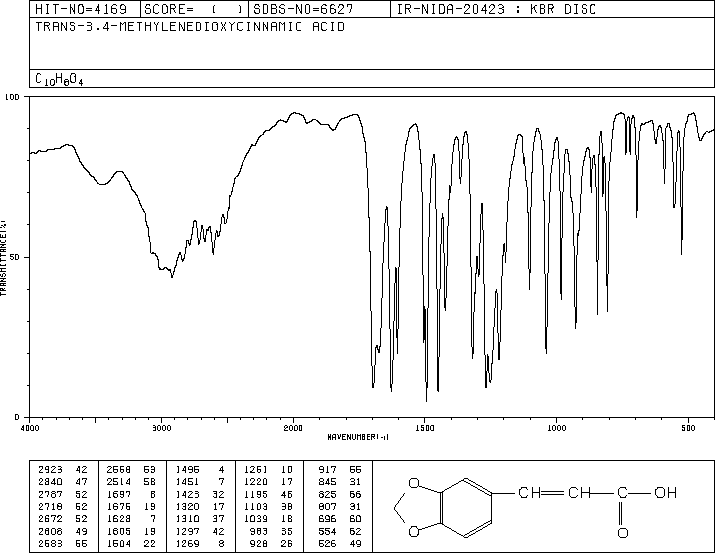 HIT-NO=4169 SCORE= ( ) SDBS-NO=6627 IR-NIDA-20423 : KBR DISC
TRANS-3,4-METHYLENEDIOXYCINNAMIC ACID
C10H8O4
100
50
0
TRANSMITTANCE(%)
4000 3000 2000 1500 1000 500
WAVENUMBER(-1)
2923 42 2568 53 1496 4 1251 10 917 55
2840 47 2514 58 1451 7 1220 17 845 31
2787 52 1697 8 1423 32 1195 46 825 66
2718 52 1675 19 1320 17 1103 38 807 31
2672 52 1628 7 1310 37 1039 18 696 60
2608 49 1605 19 1297 42 983 35 554 62
2583 55 1504 22 1269 8 928 26 526 49
O
O
CH=CH-C-OH
O